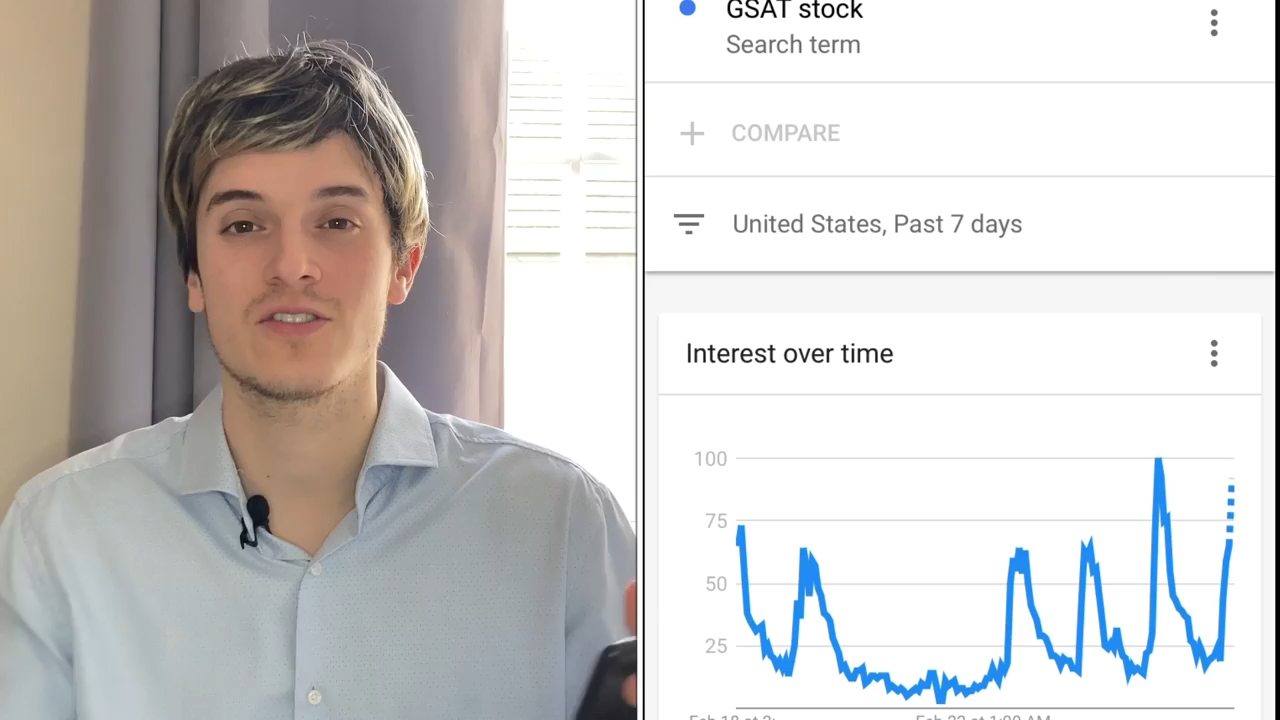 GSAT stock
Search term
COMPARE
United States, Past 7 days
Interest over time
100
75
50
25